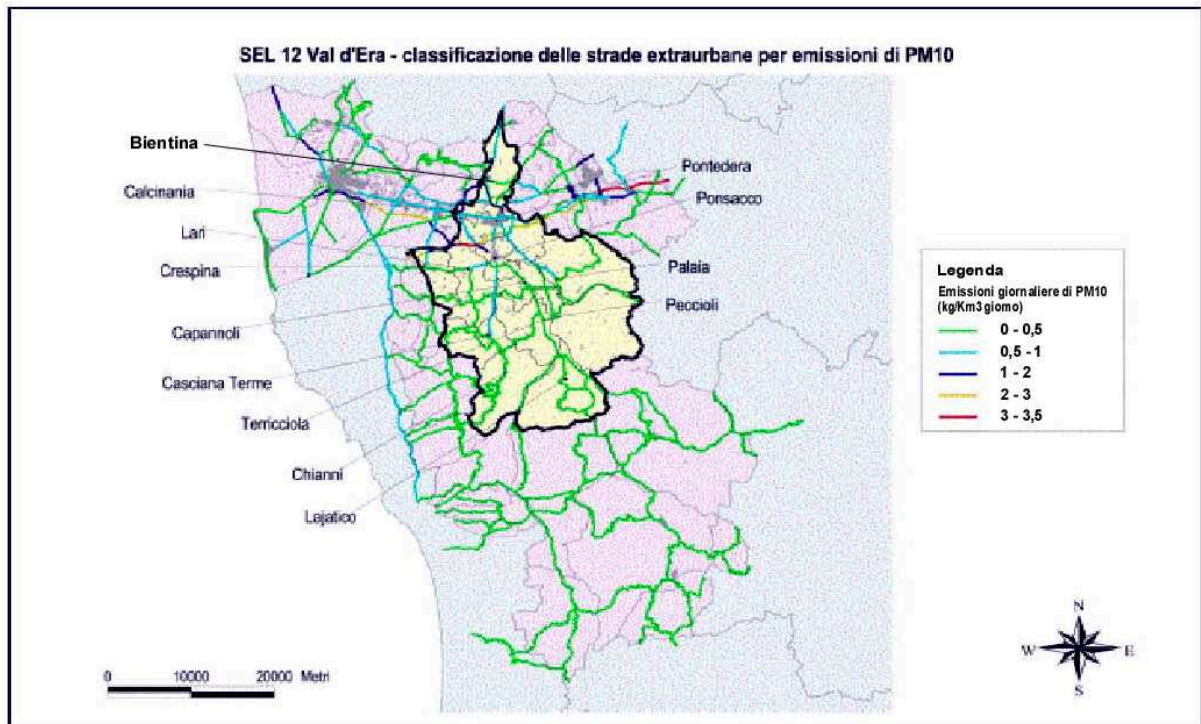 SEL 12 Val d'Era - classificazione delle strade extraurbane per emissioni di PM10
Bientina
Calcinania
Lari
Crespina
Capannoli
Casciana Terme
Terricciola
Chianni
Lajatico
Pontedera
Ponsacco
Palaia
Peccioli
Legenda
Emissioni giornaliere di PM10
(kg/Km3giorno)
0 - 0,5
0,5 - 1
1 - 2
2 - 3
3 - 3,5
0 10000 20000 Metri
N
W E
S